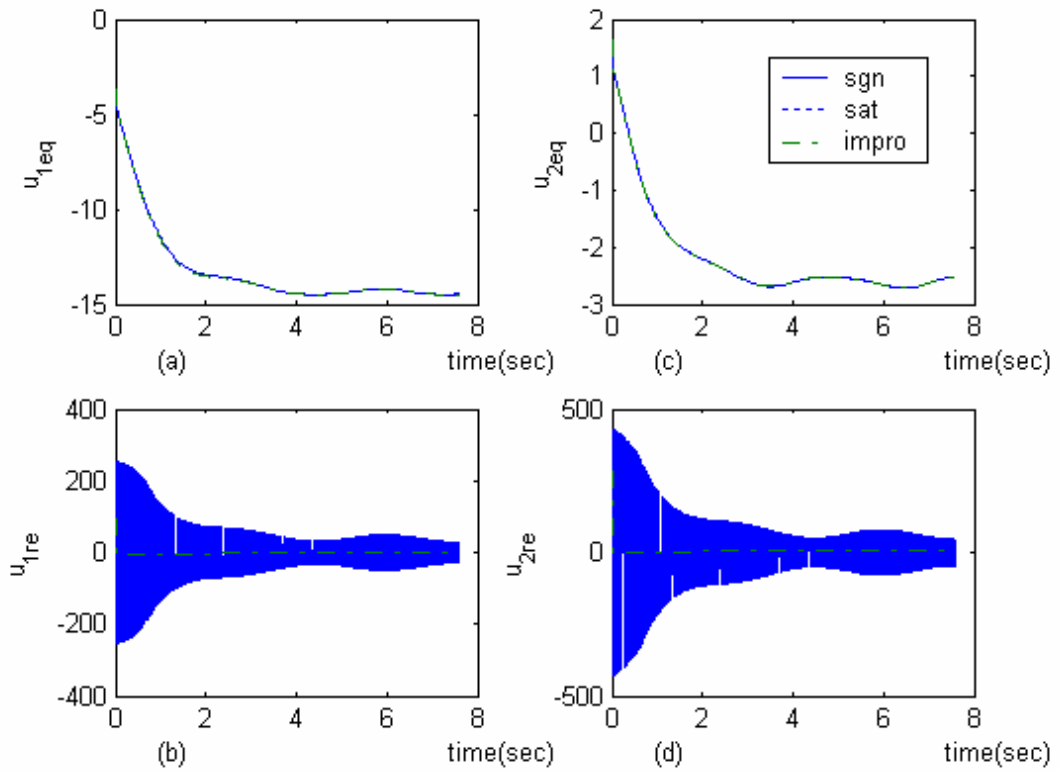 0
-5
-10
-15
u1eq
0 2 4 6 8
(a) time(sec)
2
1
0
-1
-2
-3
u2eq
sgn
sat
impro
0 2 4 6 8
(c) time(sec)
400
200
0
-200
-400
u1re
0 2 4 6 8
(b) time(sec)
500
0
-500
u2re
0 2 4 6 8
(d) time(sec)